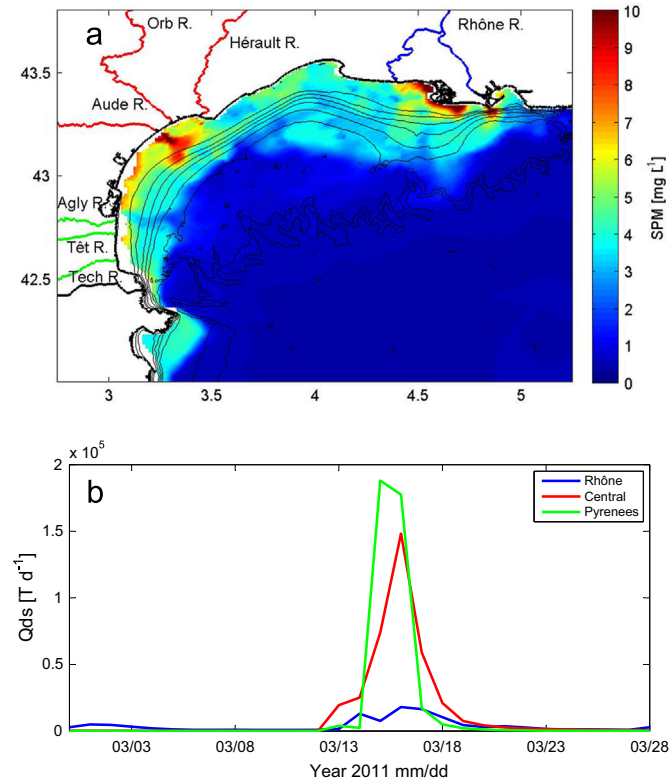 a
Orb R.
Hérault R.
Rhône R.
Aude R.
Agly R.
Têt R.
Tech R.
43.5
43
42.5
3
3.5
4
4.5
5
10
9
8
7
6
5
4
3
2
1
0
SPM [mg L¹]
b
x 10⁵
2
1.5
1
0.5
0
Qds [T d⁻¹]
Rhône
Central
Pyrenees
03/03
03/08
03/13
03/18
03/23
03/28
Year 2011 mm/dd